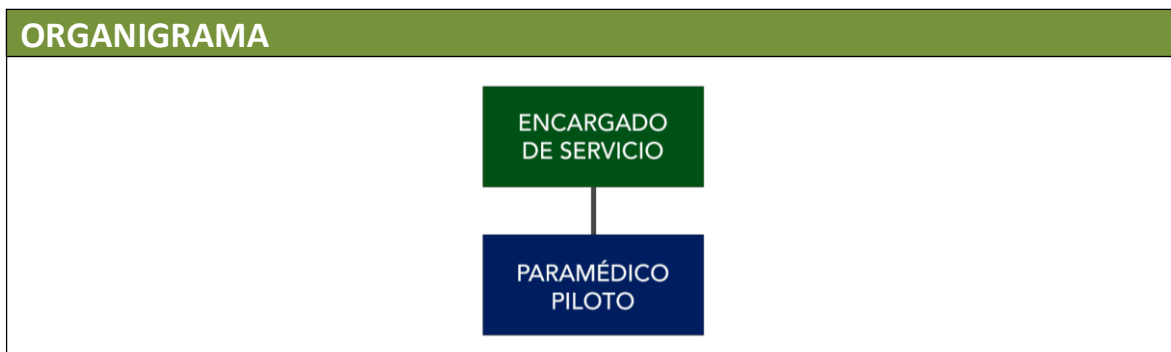 ORGANIGRAMA
ENCARGADO
DE SERVICIO
PARAMÉDICO
PILOTO